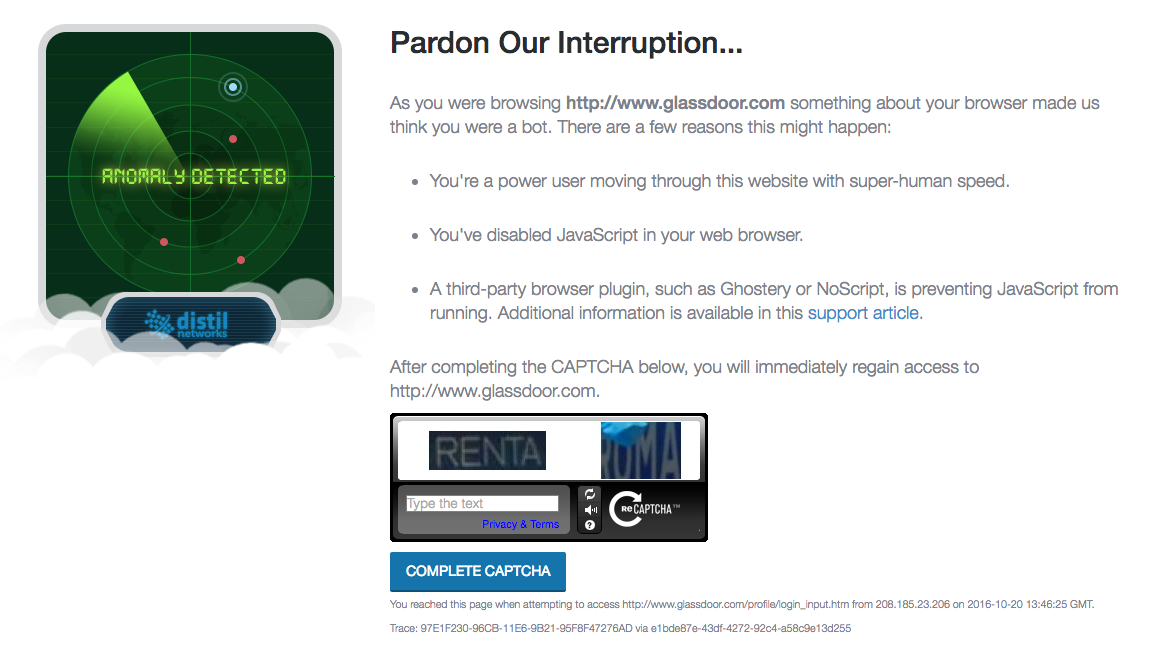 Pardon Our Interruption...
ANOMALY DETECTED
distil
networks
As you were browsing http://www.glassdoor.com something about your browser made us
think you were a bot. There are a few reasons this might happen:
• You're a power user moving through this website with super-human speed.
• You've disabled JavaScript in your web browser.
• A third-party browser plugin, such as Ghostery or NoScript, is preventing JavaScript from
running. Additional information is available in this support article.
After completing the CAPTCHA below, you will immediately regain access to
http://www.glassdoor.com.
RENTA
Type the text
Privacy & Terms
ReCAPTCHA™
COMPLETE CAPTCHA
You reached this page when attempting to access http://www.glassdoor.com/profile/login_input.htm from 208.185.23.206 on 2016-10-20 13:46:25 GMT.
Trace: 97E1F230-96CB-11E6-9B21-95F8F47276AD via e1bde87e-43df-4272-92c4-a58c9e13d255